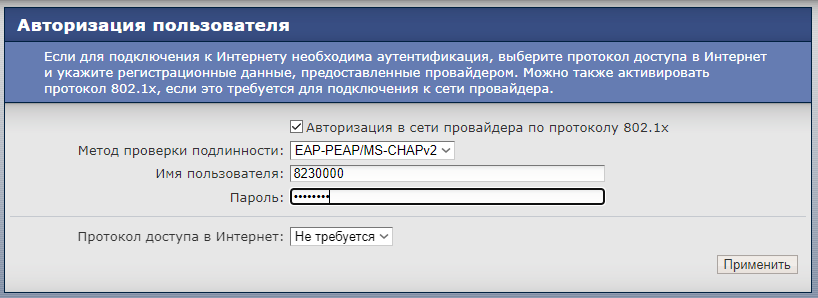 Авторизация пользователя
Если для подключения к Интернету необходима аутентификация, выберите протокол доступа в Интернет
и укажите регистрационные данные, предоставленные провайдером. Можно также активировать
протокол 802.1x, если это требуется для подключения к сети провайдера.
Авторизация в сети провайдера по протоколу 802.1x
Метод проверки подлинности: EAP-PEAP/MS-CHAPv2
Имя пользователя: 8230000
Пароль: ••••••••
Протокол доступа в Интернет: Не требуется
Применить